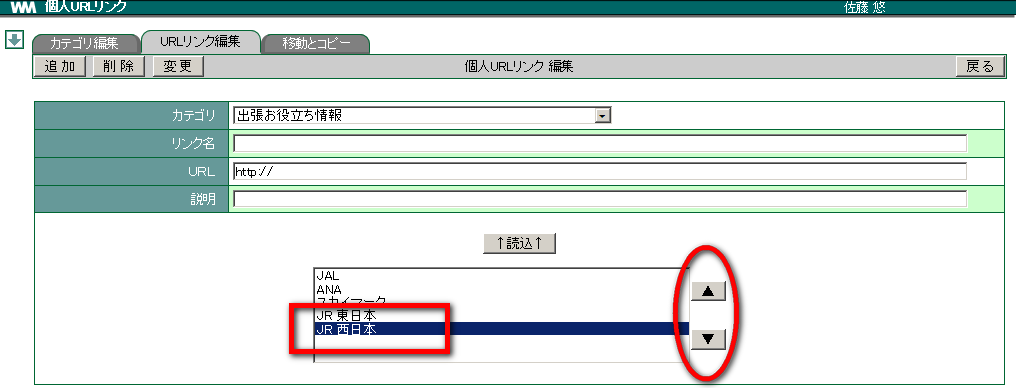 WM 個人URLリンク 佐藤 悠
カテゴリ編集 URLリンク編集 移動とコピー
追加 削除 変更 個人URLリンク 編集 戻る
カテゴリ 出張お役立ち情報
リンク名
URL http://
説明
↑読込↑
JAL
ANA
スカイマーク
JR 東日本
JR 西日本